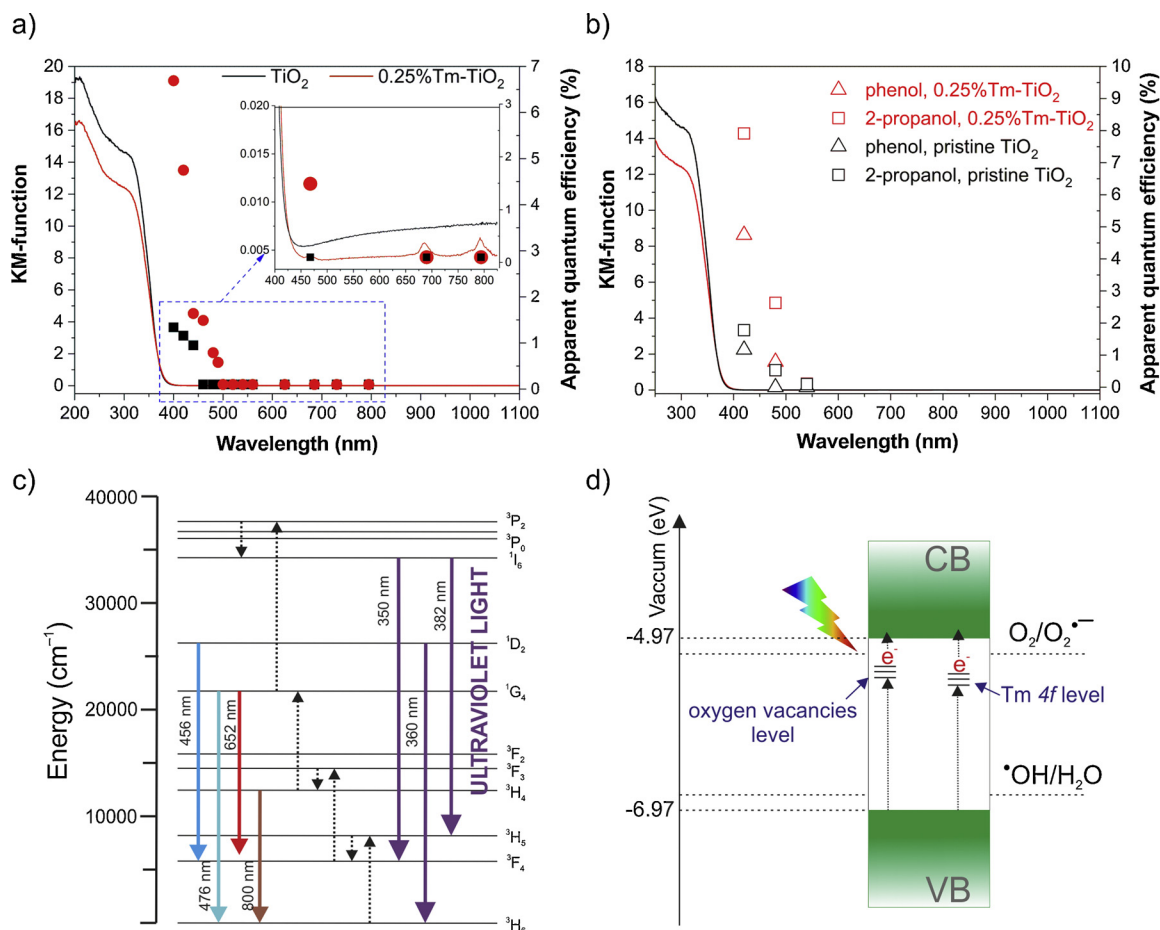 a)
TiO₂ 0.25%Tm-TiO₂
KM-function
20
18
16
14
12
10
8
6
4
2
0
200 300 400 500 600 700 800 900 1000 1100
Wavelength (nm)
7
6
5
4
3
2
1
0
Apparent quantum efficiency (%)
0.020
0.015
0.010
0.005
400 450 500 550 600 650 700 750 800
3
2
1
0
b)
KM-function
18
16
14
12
10
8
6
4
2
0
300 400 500 600 700 800 900 1000 1100
Wavelength (nm)
10
9
8
7
6
5
4
3
2
1
0
Apparent quantum efficiency (%)
phenol, 0.25%Tm-TiO₂
2-propanol, 0.25%Tm-TiO₂
phenol, pristine TiO₂
2-propanol, pristine TiO₂
c)
Energy (cm⁻¹)
40000
30000
20000
10000
³P₂
³P₀
¹I₆
¹D₂
¹G₄
³F₂
³F₃
³H₄
³H₅
³F₄
456 nm
476 nm
652 nm
800 nm
350 nm
360 nm
382 nm
ULTRAVIOLET LIGHT
d)
Vaccum (eV)
-4.97
-6.97
CB
VB
O₂/O₂•⁻
•OH/H₂O
e⁻
e⁻
oxygen vacancies
level
Tm 4f level